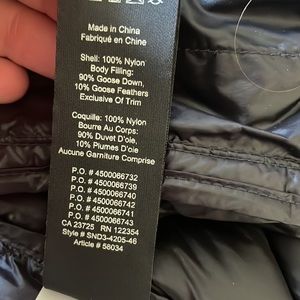 Made in China
Fabriqué en Chine
Shell: 100% Nylon
Body Filling:
90% Goose Down,
10% Goose Feathers
Exclusive Of Trim
Coquille: 100% Nylon
Bourre Au Corps:
90% Duvet D'oie,
10% Plumes D'oie
Aucune Garniture Comprise
P.O. # 4500066732
P.O. # 4500066739
P.O. # 4500066740
P.O. # 4500066742
P.O. # 4500066741
P.O. # 4500066743
CA 23725 RN 122354
Style # SND3-4205-46
Article # 58034